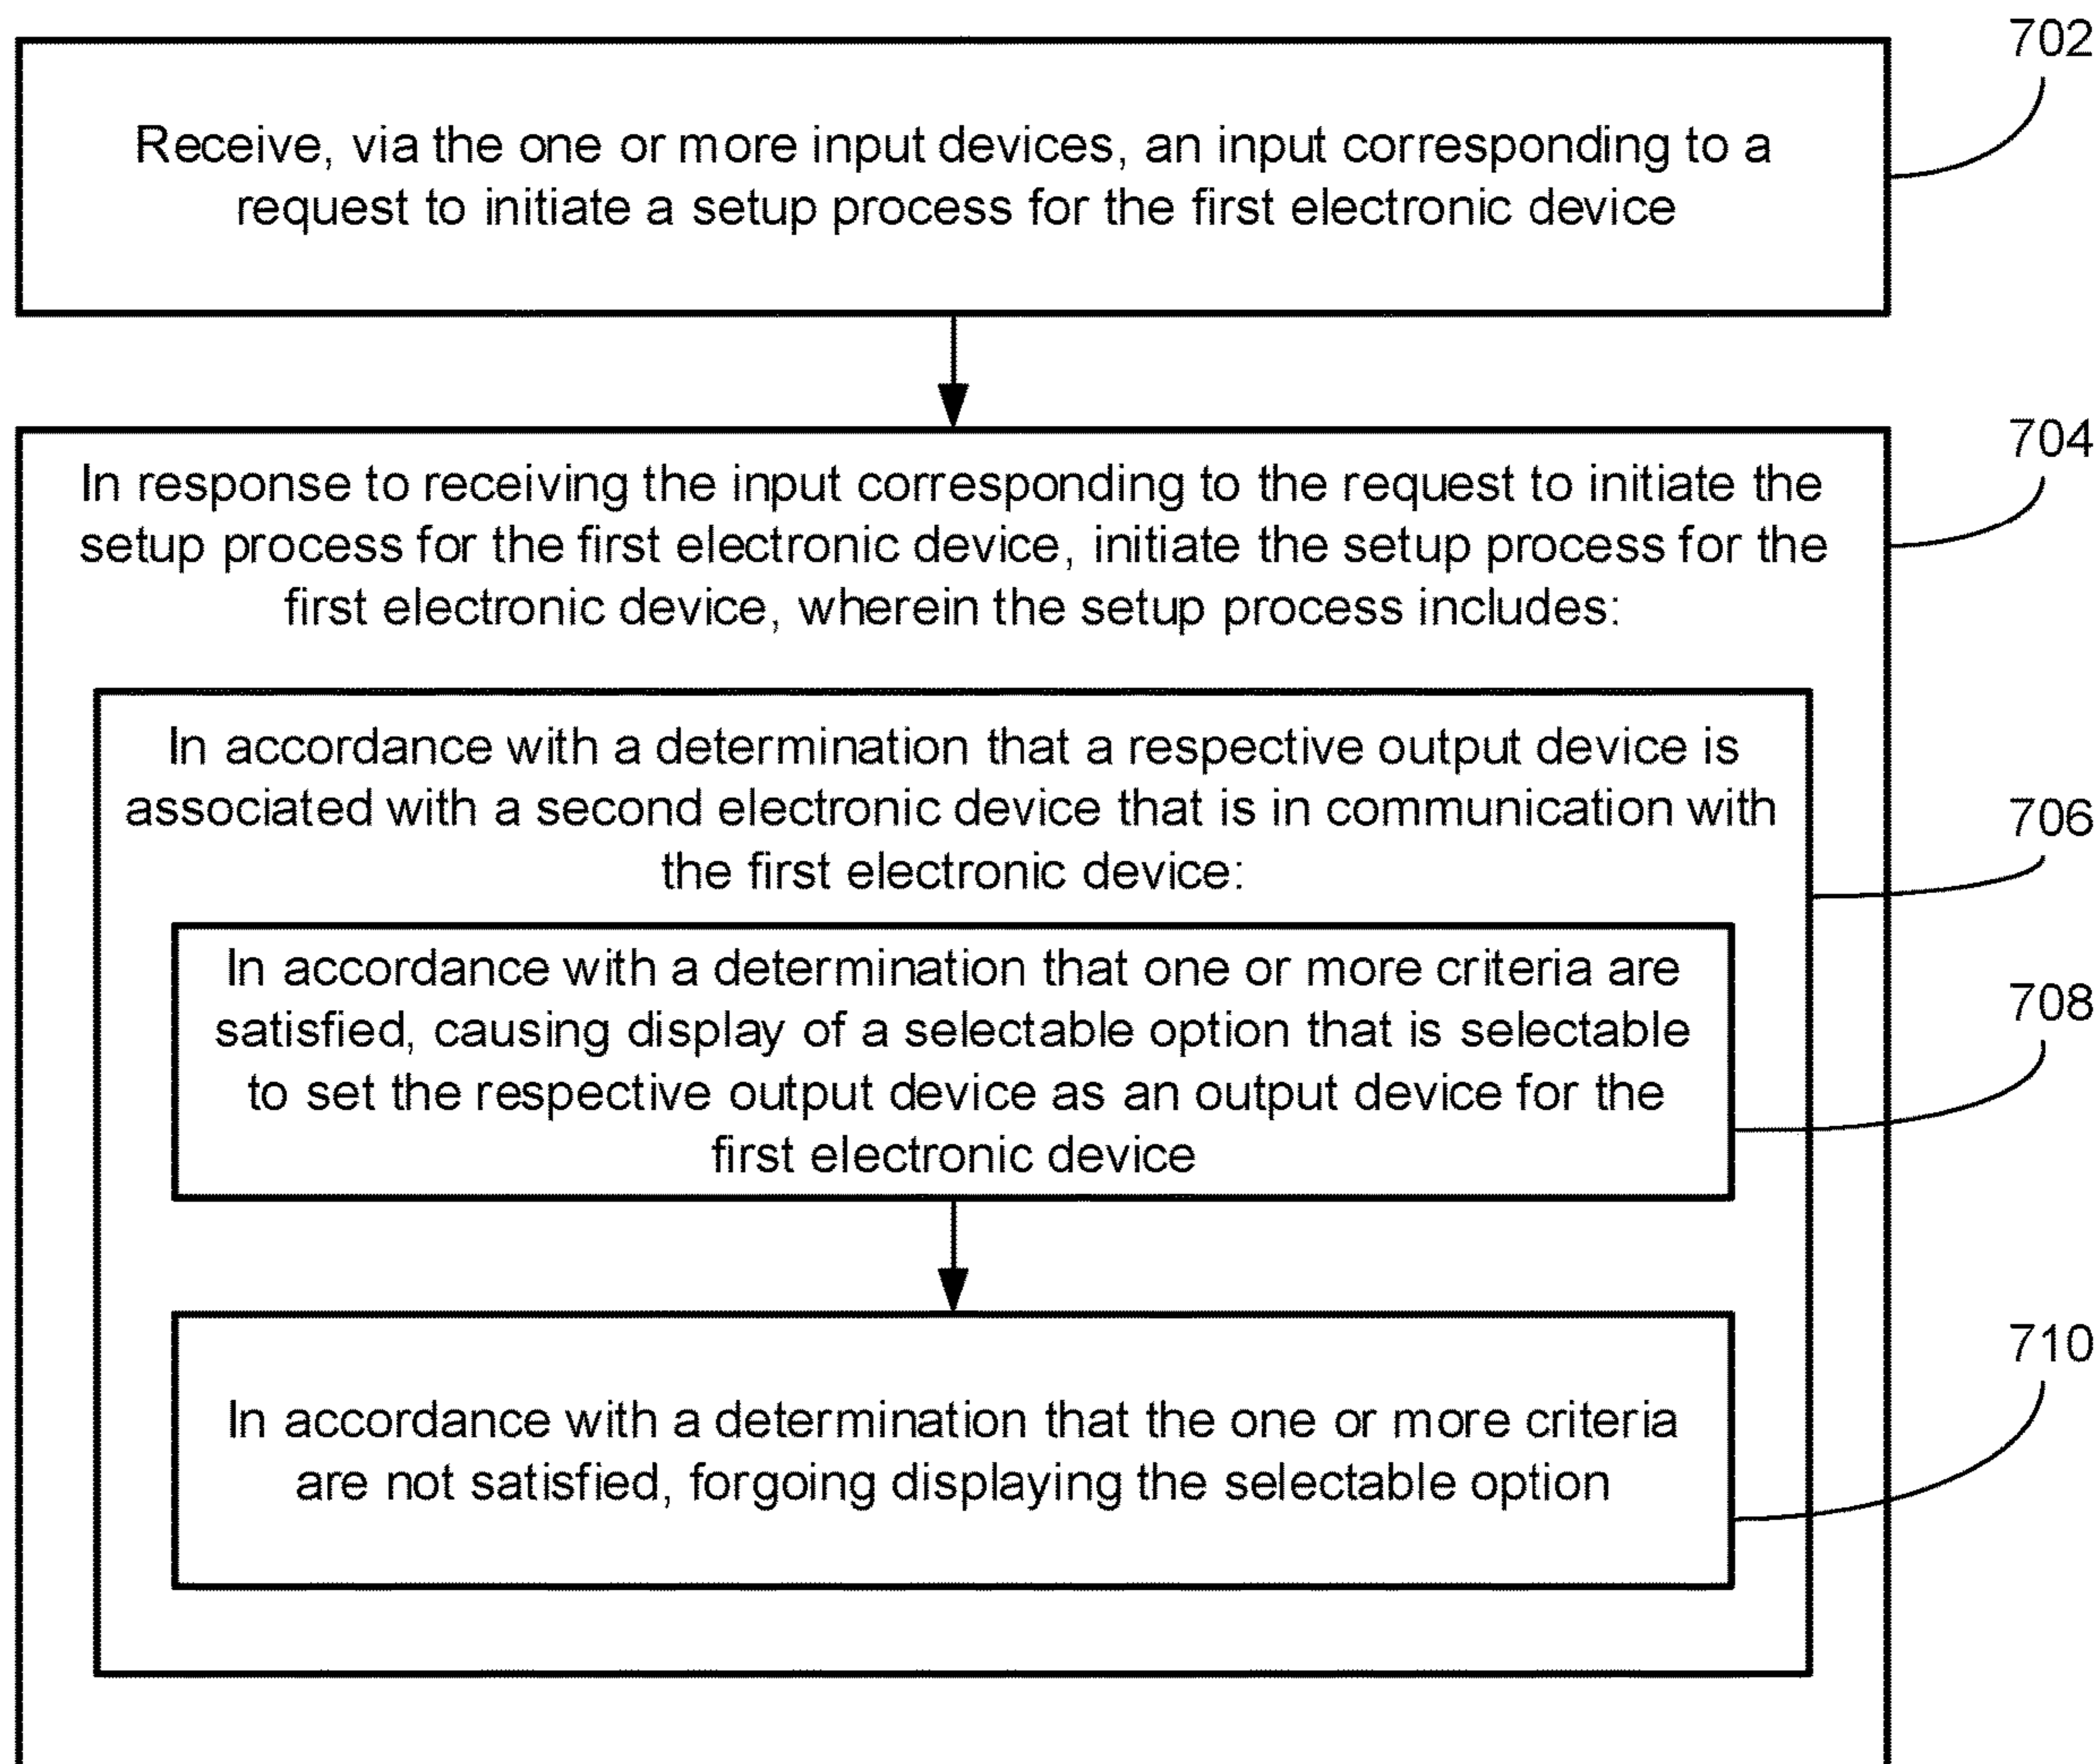 702
Receive, via the one or more input devices, an input corresponding to a
request to initiate a setup process for the first electronic device
704
In response to receiving the input corresponding to the request to initiate the
setup process for the first electronic device, initiate the setup process for the
first electronic device, wherein the setup process includes:
706
In accordance with a determination that a respective output device is
associated with a second electronic device that is in communication with
the first electronic device:
708
In accordance with a determination that one or more criteria are
satisfied, causing display of a selectable option that is selectable
to set the respective output device as an output device for the
first electronic device
710
In accordance with a determination that the one or more criteria
are not satisfied, forgoing displaying the selectable option